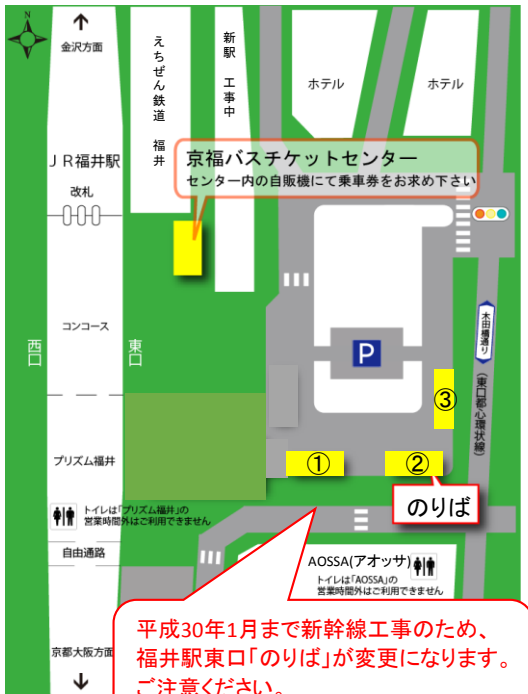 金沢方面
えちぜん鉄道 福井
新駅 工事中
ホテル
ホテル
JR福井駅
京福バスチケットセンター
センター内の自販機にて乗車券をお求め下さい
改札
コンコース
西口
東口
P
木田橋通り
(東口都心環状線)
③
①
②
のりば
プリズム福井
トイレは「プリズム福井」の
営業時間外はご利用できません
自由通路
AOSSA(アオッサ)
トイレは「AOSSA」の
営業時間外はご利用できません
京都大阪方面
平成30年1月まで新幹線工事のため、
福井駅東口「のりば」が変更になります。
ご注意ください。